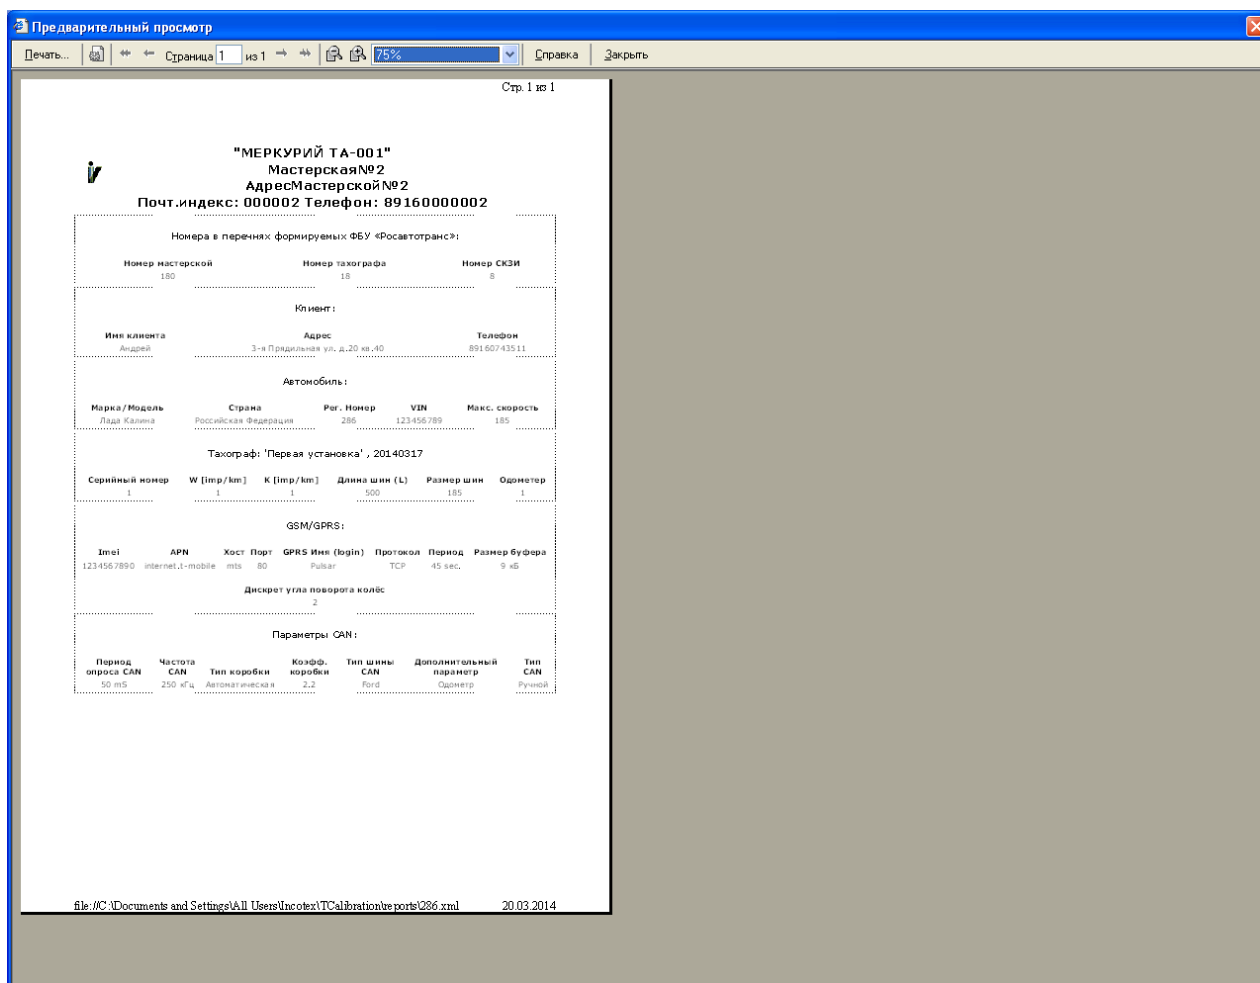 Предварительный просмотр
Печать... Страница 1 из 1 75% Справка Закрыть
Стр. 1 из 1
"МЕРКУРИЙ ТА-001"
Мастерская№2
АдресМастерской№2
Почт.индекс: 000002 Телефон: 89160000002
Номера в перечнях формируемых ФБУ «Росавтотранс»:
Номер мастерской Номер тахографа Номер СКЗИ
180 18 8
Клиент:
Имя клиента Адрес Телефон
Андрей 3-я Прядильная ул. д.20 кв.40 89160743511
Автомобиль:
Марка/Модель Страна Рег. Номер VIN Макс. скорость
Лада Калина Российская Федерация 286 123456789 185
Тахограф: 'Первая установка' , 20140317
Серийный номер W [imp/km] K [imp/km] Длина шин (L) Размер шин Одометер
1 1 1 500 185 1
GSM/GPRS:
Imei APN Хост Порт GPRS Имя (login) Протокол Период Размер буфера
1234567890 internet.t-mobile mts 80 Pulsar TCP 45 sec. 9 кБ
Дискрет угла поворота колёс
2
Параметры CAN:
Период Частота Коэфф. Тип шины Дополнительный Тип
опроса CAN CAN Тип коробки коробки CAN параметр CAN
50 mS 250 кГц Автоматическая 2.2 Ford Одометр Ручной
file://C:\Documents and Settings\All Users\Incotex\TCalibration\reports\286.xml 20.03.2014